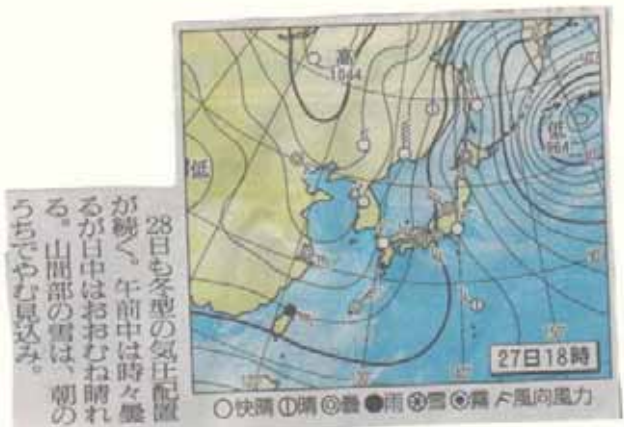 28日も冬型の気圧配置
が続く。午前中は時々曇
るが日中はおおむね晴れ
る。山間部の雪は、朝の
うちでやむ見込み。
高
1044
低
964
低
27日18時
○快晴①晴◎曇●雨⊗雪⦿霧 風向風力